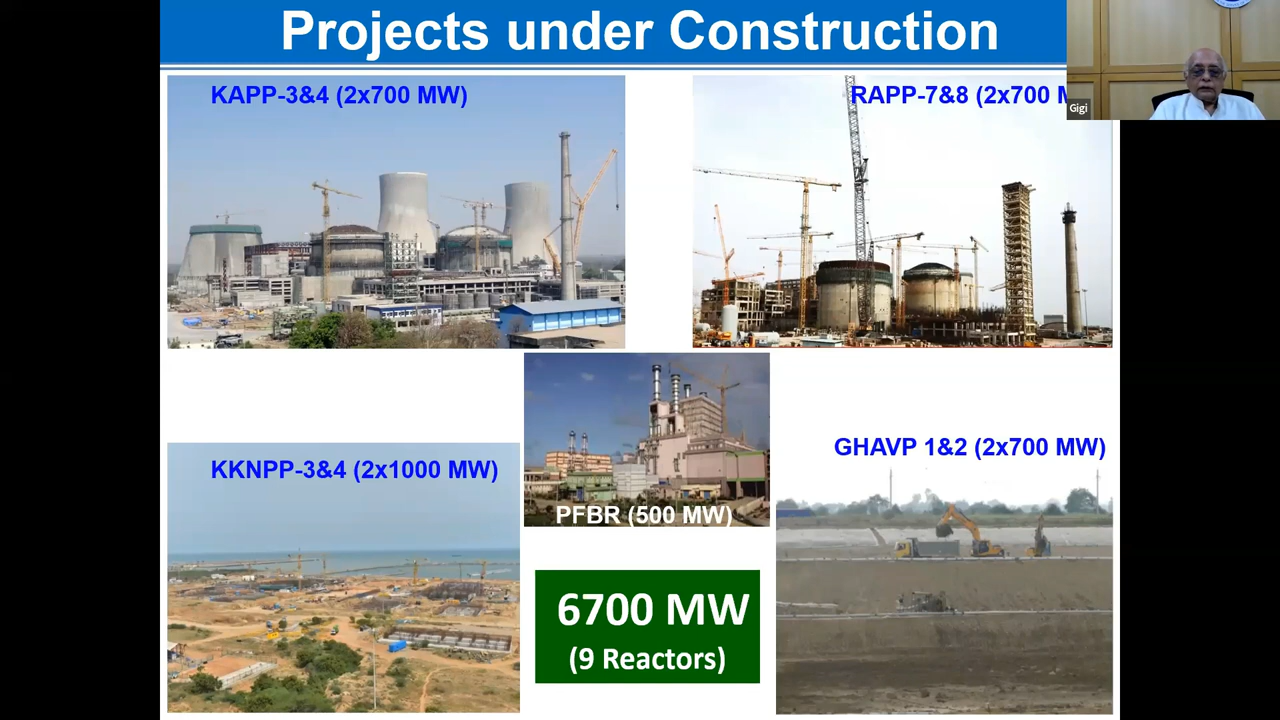 Projects under Construction
KAPP-3&4 (2x700 MW)
RAPP-7&8 (2x700
Gigi
KKNPP-3&4 (2x1000 MW)
PFBR (500 MW)
GHAVP 1&2 (2x700 MW)
6700 MW
(9 Reactors)